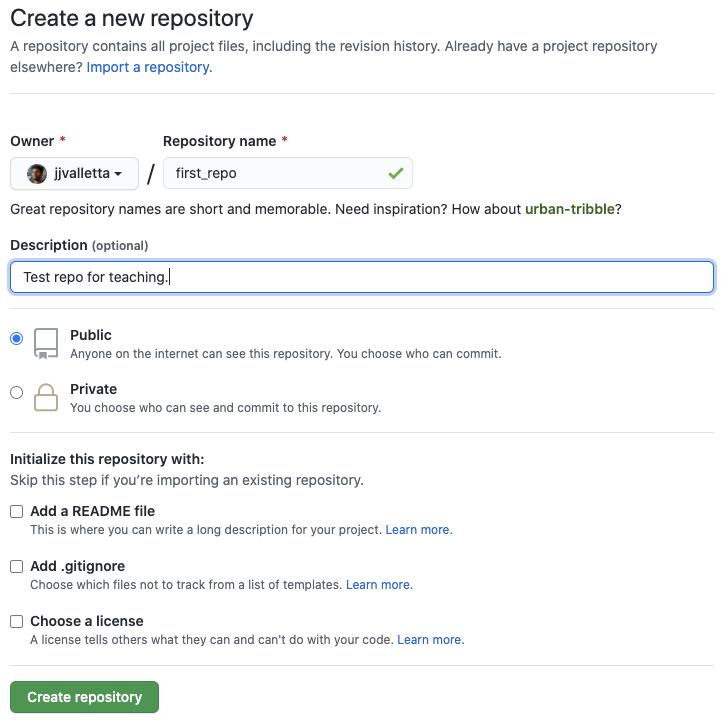 Create a new repository
A repository contains all project files, including the revision history. Already have a project repository
elsewhere? Import a repository.
Owner * Repository name *
jjvalletta / first_repo
Great repository names are short and memorable. Need inspiration? How about urban-tribble?
Description (optional)
Test repo for teaching.
Public
Anyone on the internet can see this repository. You choose who can commit.
Private
You choose who can see and commit to this repository.
Initialize this repository with:
Skip this step if you’re importing an existing repository.
Add a README file
This is where you can write a long description for your project. Learn more.
Add .gitignore
Choose which files not to track from a list of templates. Learn more.
Choose a license
A license tells others what they can and can't do with your code. Learn more.
Create repository